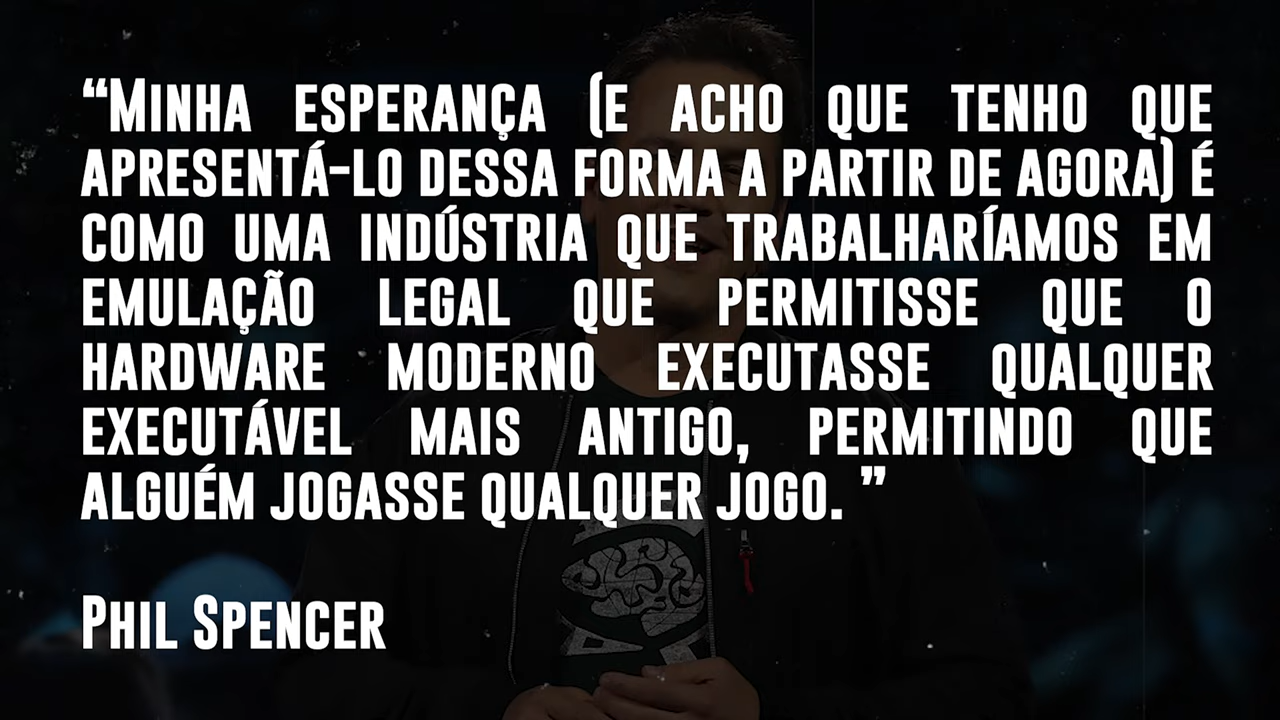 “Minha esperança (e acho que tenho que
apresentá-lo dessa forma a partir de agora) é
como uma indústria que trabalharíamos em
emulação legal que permitisse que o
hardware moderno executasse qualquer
executável mais antigo, permitindo que
alguém jogasse qualquer jogo. ”
Phil Spencer